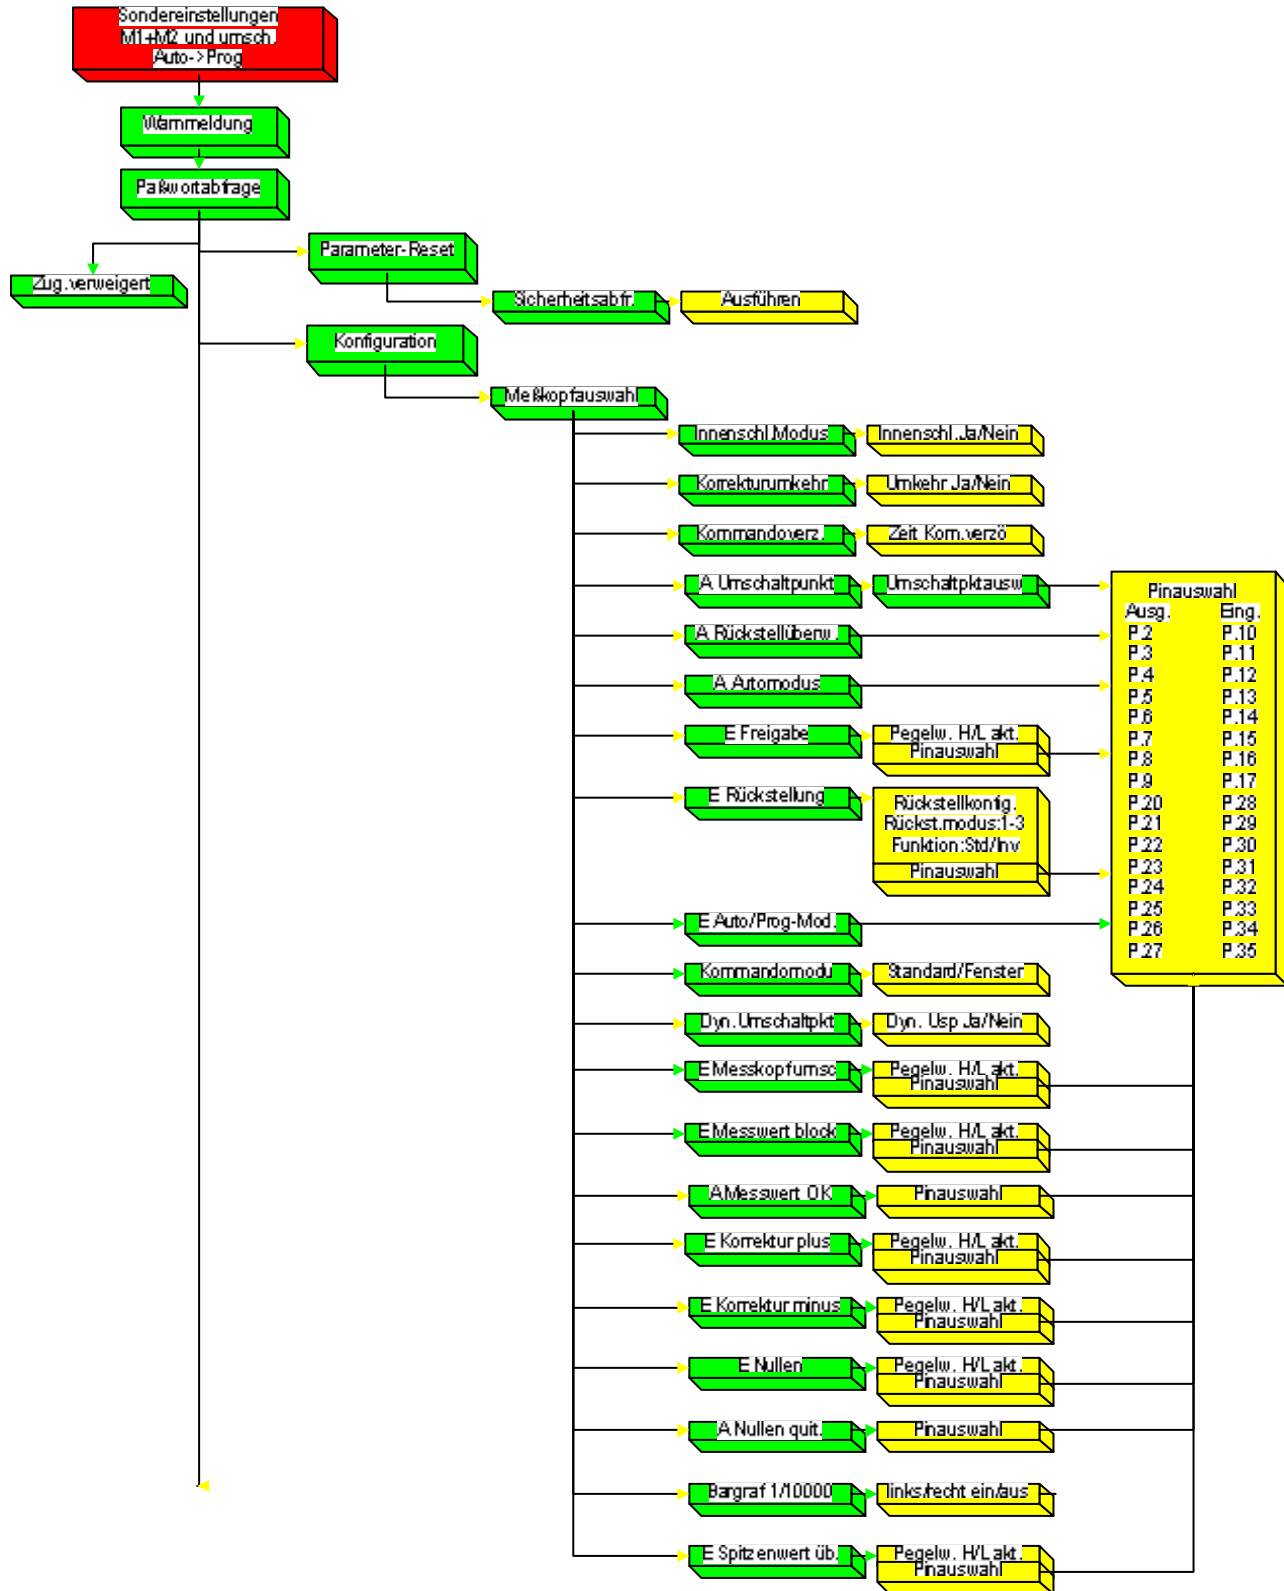 Sondereinstellungen
M1+M2 und umsch.
Auto->Prog
Warnmeldung
Paßwortabfrage
Zug.verweigert
Parameter-Reset
Sicherheitsabfr.
Ausführen
Konfiguration
Meßkopfauswahl
Innenschl.Modus
Innenschl.Ja/Nein
Korrekturumkehr
Umkehr Ja/Nein
Kommandoverz.
Zeit Kom.verzö
A Umschaltpunkt
Umschaltpktausw
A Rückstellüberw.
A Automodus
E Freigabe
Pegelw. H/L akt.
Pinauswahl
E Rückstellung
Rückstellkonfig.
Rückst.modus:1-3
Funktion:Std/Inv
Pinauswahl
E Auto/Prog-Mod.
Pinauswahl
Ausg. Eing.
P.2 P.10
P.3 P.11
P.4 P.12
P.5 P.13
P.6 P.14
P.7 P.15
P.8 P.16
P.9 P.17
P.20 P.28
P.21 P.29
P.22 P.30
P.23 P.31
P.24 P.32
P.25 P.33
P.26 P.34
P.27 P.35
Kommandomodu
Standard/Fenster
Dyn. Umschaltpkt
Dyn. Usp Ja/Nein
E Messkopfumsc
Pegelw. H/L akt.
Pinauswahl
E Messwert block
Pegelw. H/L akt.
Pinauswahl
A Messwert OK
Pinauswahl
E Korrektur plus
Pegelw. H/L akt.
Pinauswahl
E Korrektur minus
Pegelw. H/L akt.
Pinauswahl
E Nullen
Pegelw. H/L akt.
Pinauswahl
A Nullen quit.
Pinauswahl
Bargraf 1/10000
links/recht ein/aus
E Spitzenwert üb.
Pegelw. H/L akt.
Pinauswahl